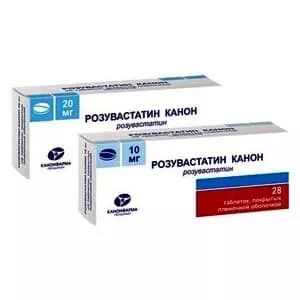 20
мг
РОЗУВАСТАТИН КАНОН
розувастатин
10
мг
РОЗУВАСТАТИН КАНОН
розувастатин
КАНОНФАРМА
28
таблеток, покрытых
пленочной оболочкой